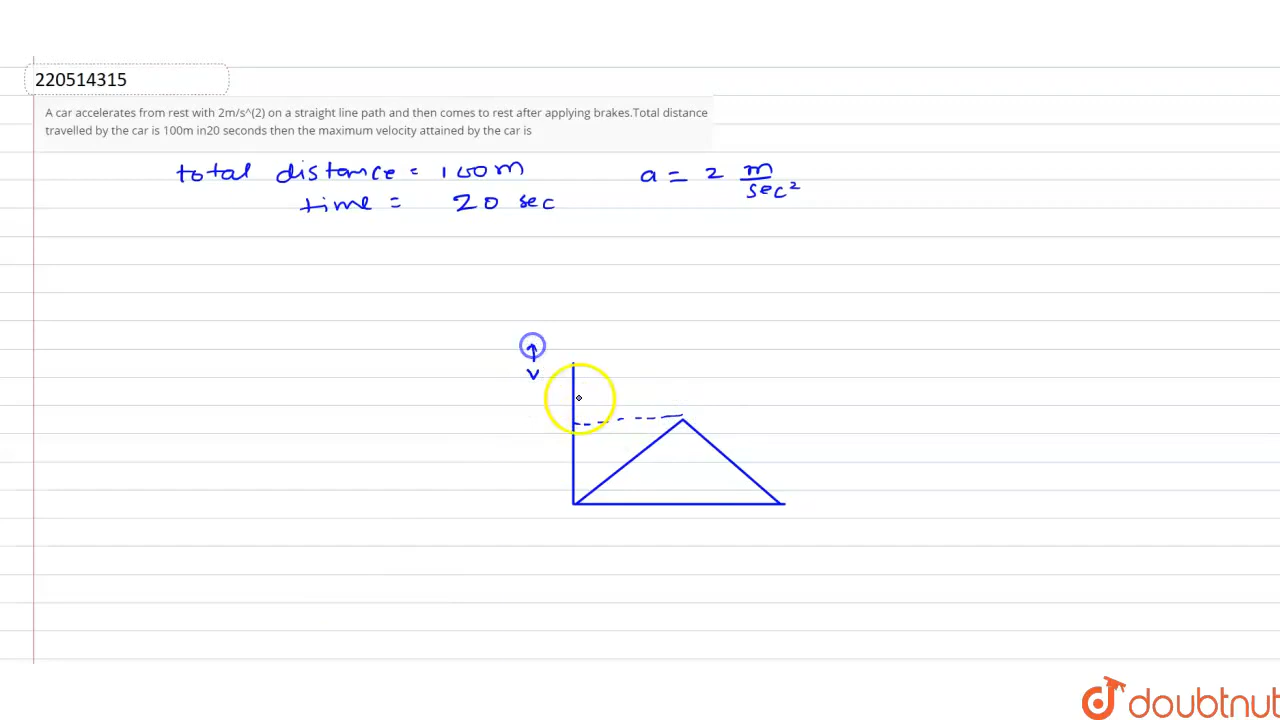 220514315
A car accelerates from rest with 2m/s^(2) on a straight line path and then comes to rest after applying brakes.Total distance
travelled by the car is 100m in20 seconds then the maximum velocity attained by the car is
total distance = 100m a = 2 m/sec²
time = 20 sec
v
doubtnut